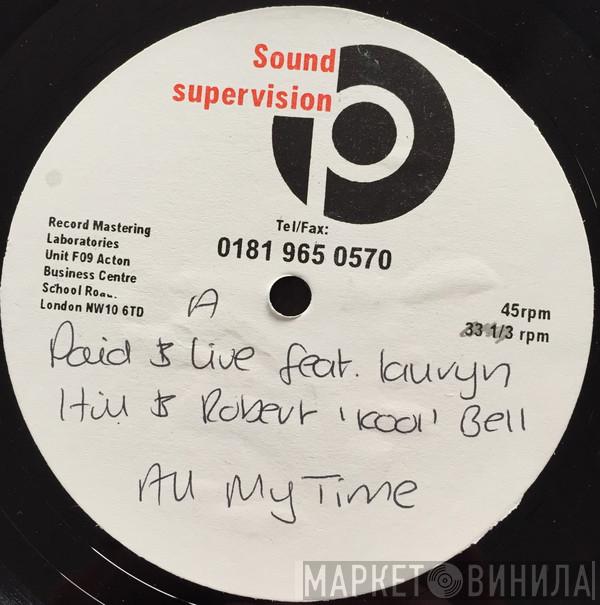 Sound
supervision
Tel/Fax:
0181 965 0570
Record Mastering
Laboratories
Unit F09 Acton
Business Centre
School Road.
London NW10 6TD
A
45rpm
33 1/3 rpm
Paid & Live feat. lauryn
Hill & Robert 'Kool' Bell
All My Time
МАРКЕТ ВИНИЛА